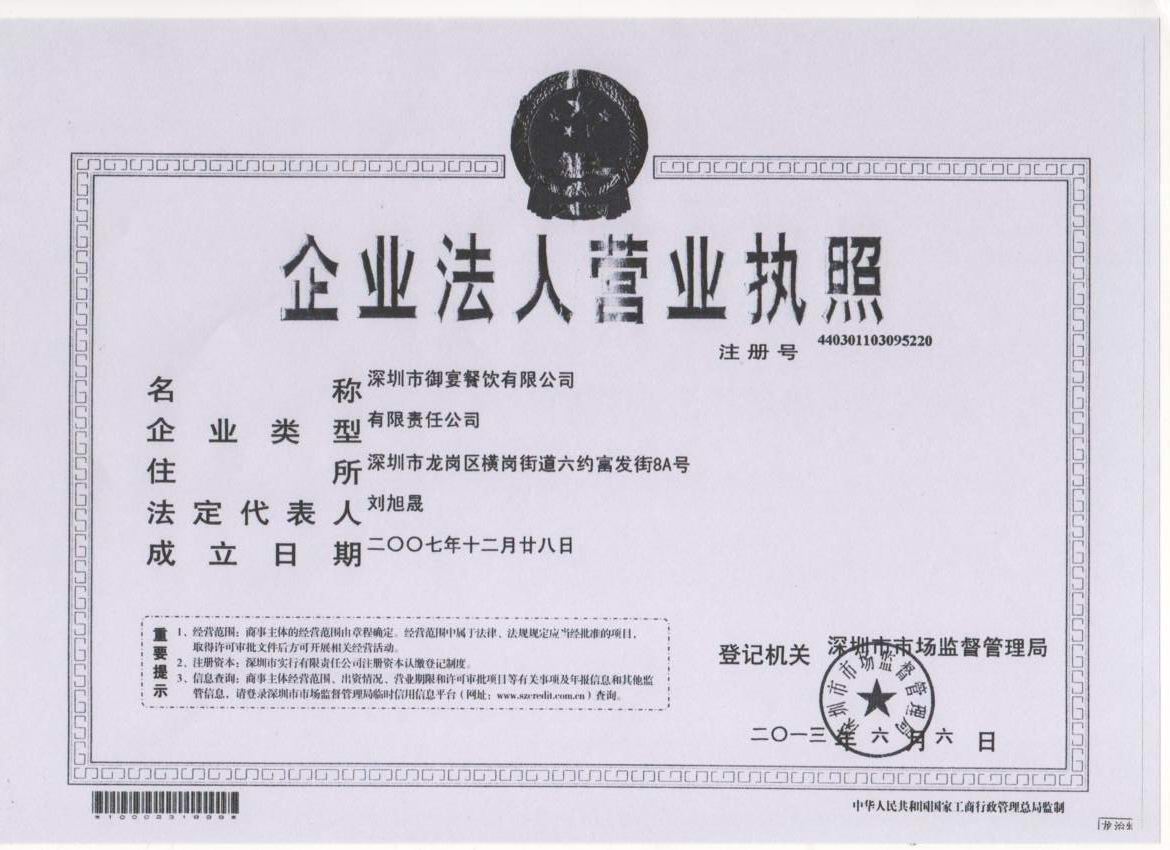 企业法人营业执照
注册号 440301103095220
名称 深圳市御宴餐饮有限公司
企业类型 有限责任公司
住所 深圳市龙岗区横岗街道六约富发街8A号
法定代表人 刘旭晟
成立日期 二〇〇七年十二月廿八日
重要提示
1、经营范围：商事主体的经营范围由章程确定。经营范围中属于法律、法规规定应当经批准的项目，
取得许可审批文件后方可开展相关经营活动。
2、注册资本：深圳市实行有限责任公司注册资本认缴登记制度。
3、信息查询：商事主体经营范围、出资情况、营业期限和许可审批项目等有关事项及年报信息和其他监
管信息，请登录深圳市市场监督管理局临时信用信息平台（网址：www.szcredit.com.cn）查询。
登记机关 深圳市市场监督管理局
深圳市市场监督管理局
二〇一三年六月六日
中华人民共和国国家工商行政管理总局监制